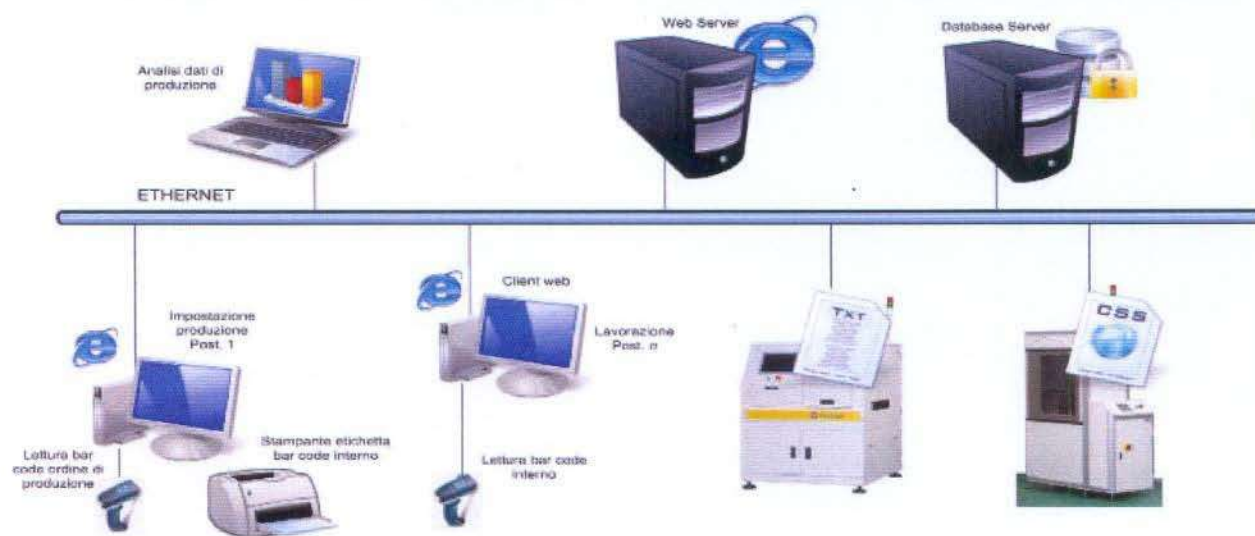 Web Server
Database Server
Analisi dati di
produzione
ETHERNET
Impostazione
produzione
Post. 1
Client web
Lavorazione
Post. n
TXT
CSS
Lettura bar
code ordine di
produzione
Stampante etichetta
bar code interno
Lettura bar code
interno